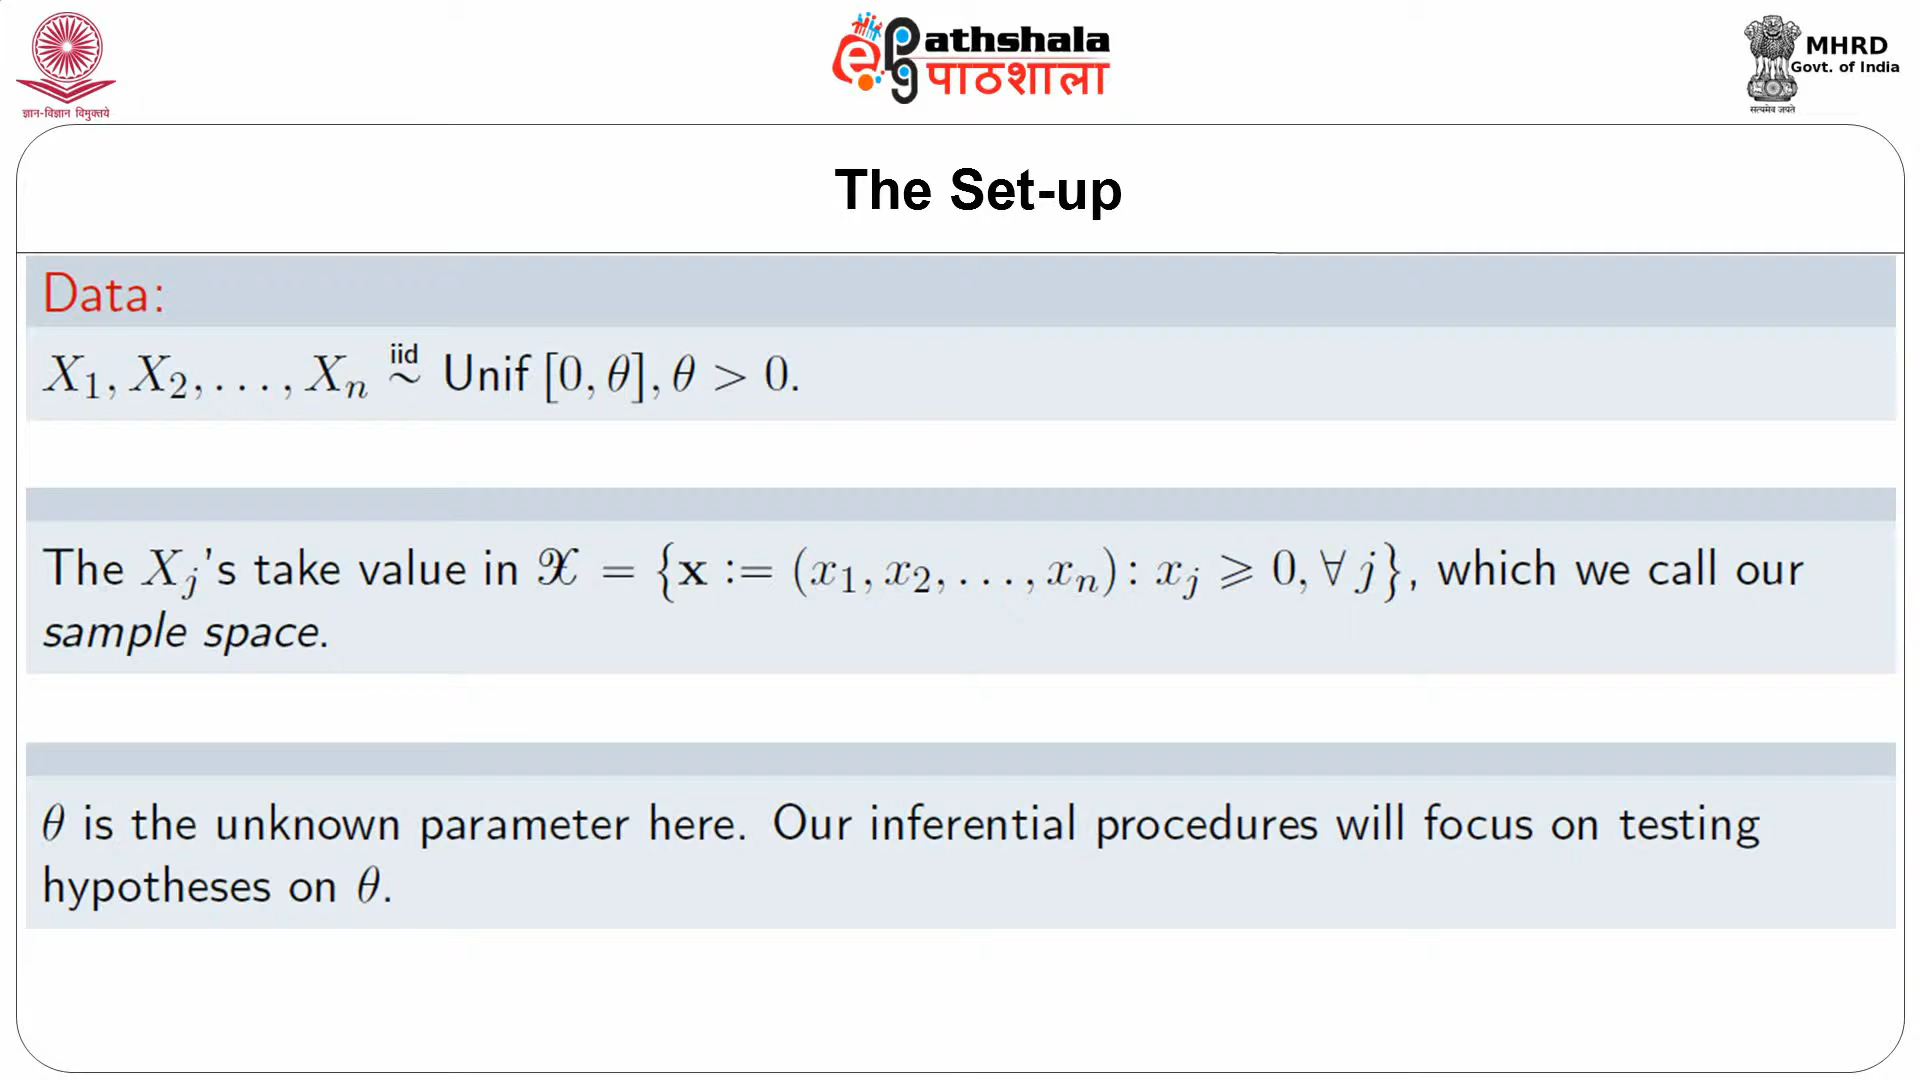 ज्ञान-विज्ञान विमुक्तये
ePg Pathshala
पाठशाला
MHRD
Govt. of India
सत्यमेव जयते
The Set-up
Data:
X₁, X₂, . . . , Xₙ iid ∼ Unif [0, θ], θ > 0.
The Xⱼ's take value in 𝒳 = {𝐱 := (x₁, x₂, . . . , xₙ) : xⱼ ⩾ 0, ∀ j}, which we call our
sample space.
θ is the unknown parameter here. Our inferential procedures will focus on testing
hypotheses on θ.